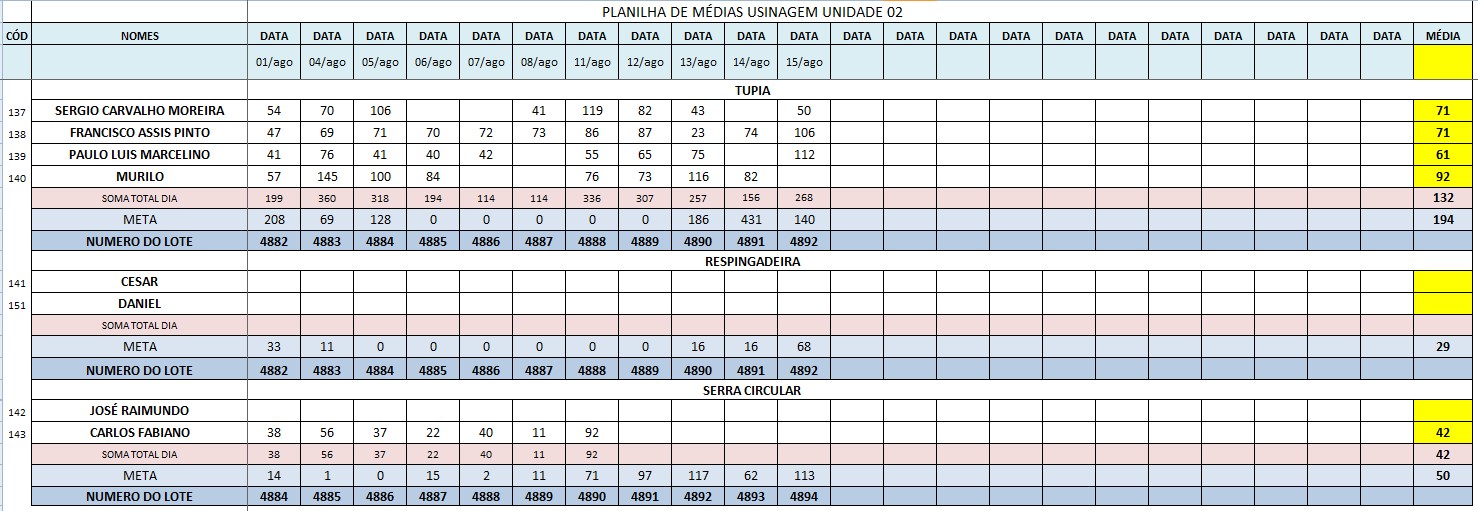 PLANILHA DE MÉDIAS USINAGEM UNIDADE 02
CÓD NOMES DATA DATA DATA DATA DATA DATA DATA DATA DATA DATA DATA DATA DATA DATA DATA DATA DATA DATA DATA DATA DATA DATA MÉDIA
01/ago 04/ago 05/ago 06/ago 07/ago 08/ago 11/ago 12/ago 13/ago 14/ago 15/ago
TUPIA
137 SERGIO CARVALHO MOREIRA 54 70 106 41 119 82 43 50 71
138 FRANCISCO ASSIS PINTO 47 69 71 70 72 73 86 87 23 74 106 71
139 PAULO LUIS MARCELINO 41 76 41 40 42 55 65 75 112 61
140 MURILO 57 145 100 84 76 73 116 82 92
SOMA TOTAL DIA 199 360 318 194 114 114 336 307 257 156 268 132
META 208 69 128 0 0 0 0 0 186 431 140 194
NUMERO DO LOTE 4882 4883 4884 4885 4886 4887 4888 4889 4890 4891 4892
RESPINGADEIRA
141 CESAR
151 DANIEL
SOMA TOTAL DIA
META 33 11 0 0 0 0 0 0 16 16 68 29
NUMERO DO LOTE 4882 4883 4884 4885 4886 4887 4888 4889 4890 4891 4892
SERRA CIRCULAR
142 JOSÉ RAIMUNDO
143 CARLOS FABIANO 38 56 37 22 40 11 92 42
SOMA TOTAL DIA 38 56 37 22 40 11 92 42
META 14 1 0 15 2 11 71 97 117 62 113 50
NUMERO DO LOTE 4884 4885 4886 4887 4888 4889 4890 4891 4892 4893 4894